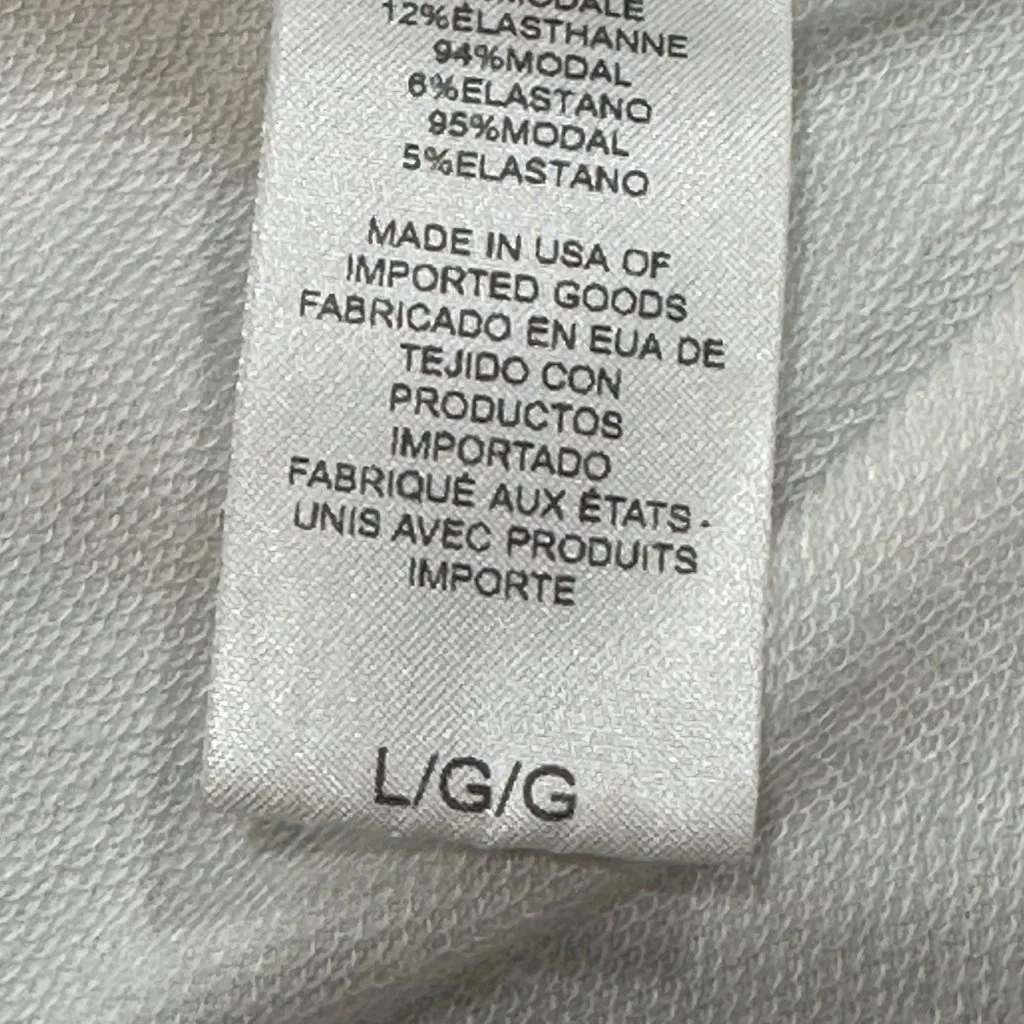 MODALE
12%ÉLASTHANNE
94%MODAL
6%ELASTANO
95%MODAL
5%ELASTANO
MADE IN USA OF
IMPORTED GOODS
FABRICADO EN EUA DE
TEJIDO CON
PRODUCTOS
IMPORTADO
FABRIQUÉ AUX ÉTATS-
UNIS AVEC PRODUITS
IMPORTE
L/G/G